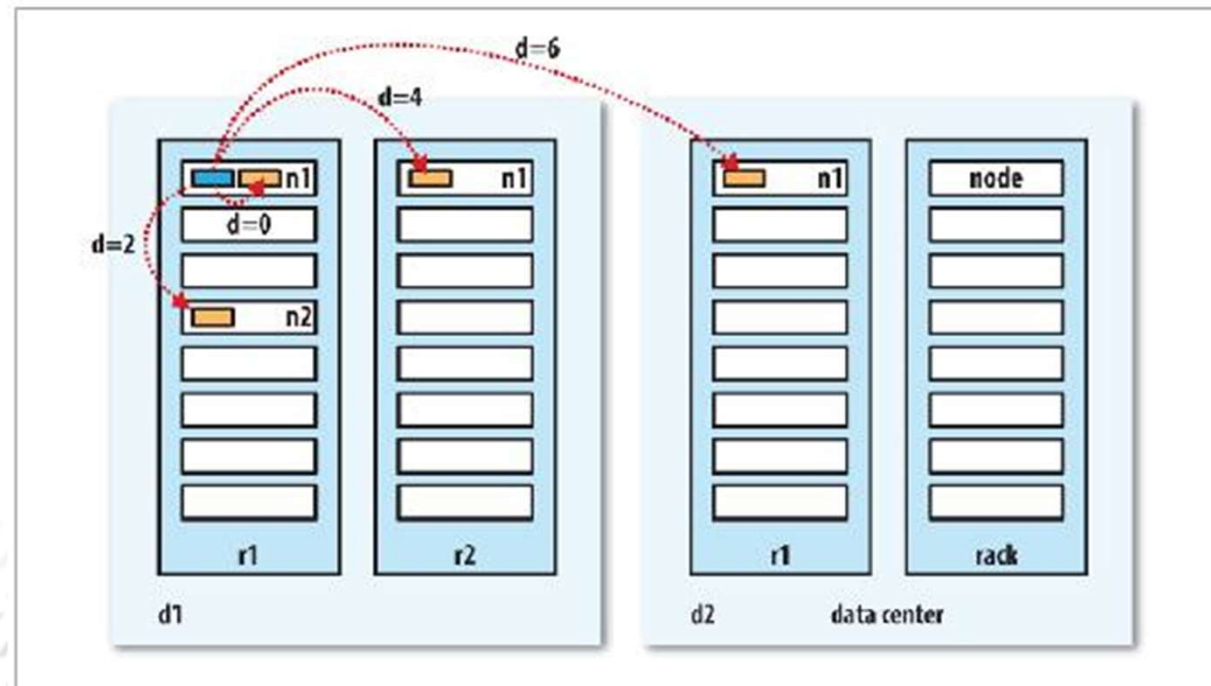 d=6
d=4
n1
n1
n1
node
d=0
d=2
n2
r1
r2
r1
rack
d1
d2
data center